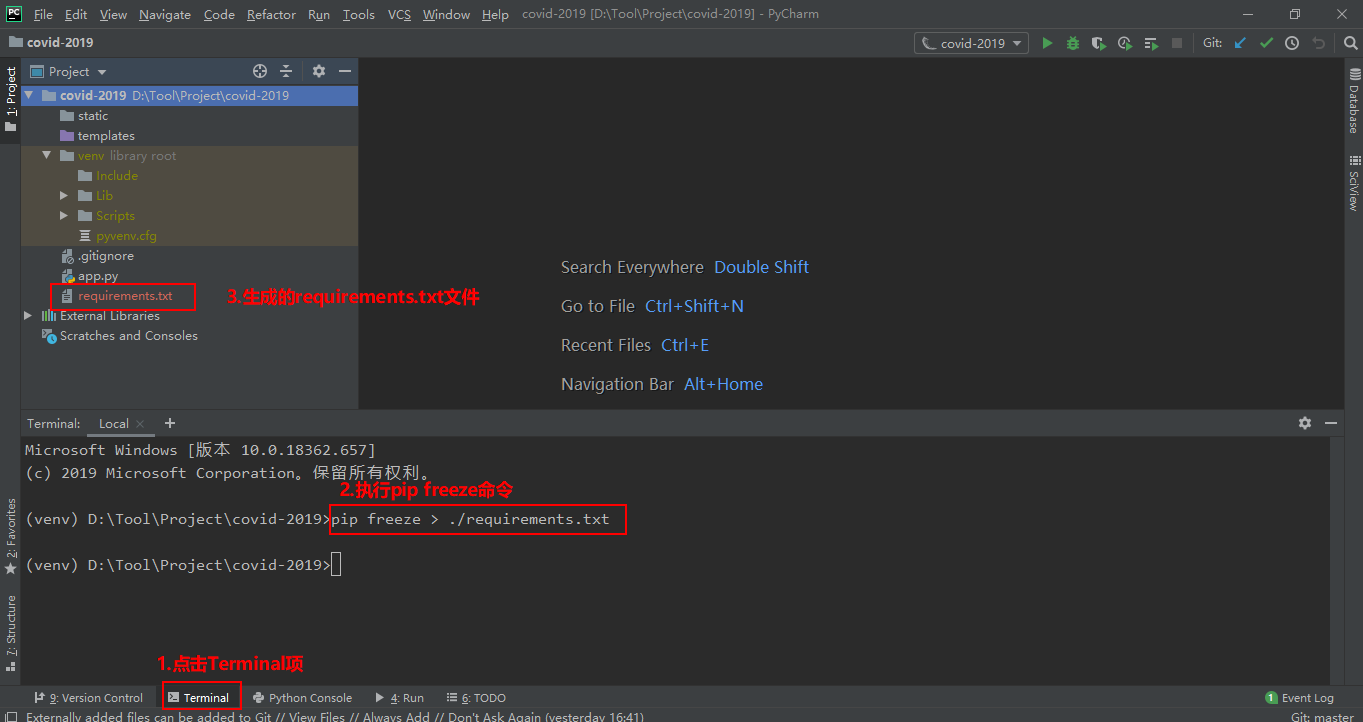 PC File Edit View Navigate Code Refactor Run Tools VCS Window Help covid-2019 [D:\Tool\Project\covid-2019] - PyCharm
covid-2019
covid-2019 Git:
1: Project
Project
covid-2019 D:\Tool\Project\covid-2019
static
templates
venv library root
Include
Lib
Scripts
pyvenv.cfg
.gitignore
app.py
requirements.txt
3.生成的requirements.txt文件
External Libraries
Scratches and Consoles
Search Everywhere Double Shift
Go to File Ctrl+Shift+N
Recent Files Ctrl+E
Navigation Bar Alt+Home
Database
SciView
Terminal: Local × +
Microsoft Windows [版本 10.0.18362.657]
(c) 2019 Microsoft Corporation。保留所有权利。
2.执行pip freeze命令
(venv) D:\Tool\Project\covid-2019>pip freeze > ./requirements.txt
(venv) D:\Tool\Project\covid-2019>
2: Favorites
7: Structure
1.点击Terminal项
9: Version Control Terminal Python Console 4: Run 6: TODO 1 Event Log
Externally added files can be added to Git // View Files // Always Add // Don't Ask Again (yesterday 16:41) Git: master